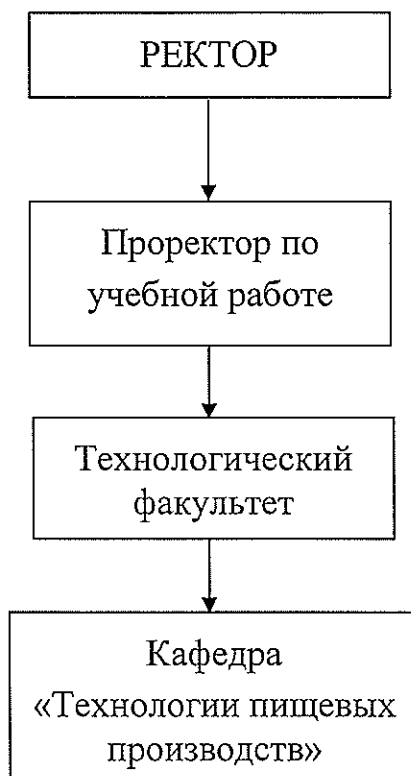 РЕКТОР
Проректор по
учебной работе
Технологический
факультет
Кафедра
«Технологии пищевых
производств»